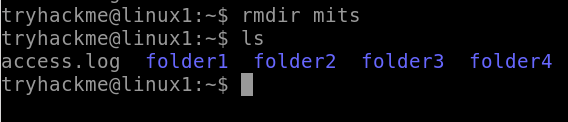 tryhackme@linux1:~$ rmdir mits
tryhackme@linux1:~$ ls
access.log  folder1  folder2  folder3  folder4
tryhackme@linux1:~$